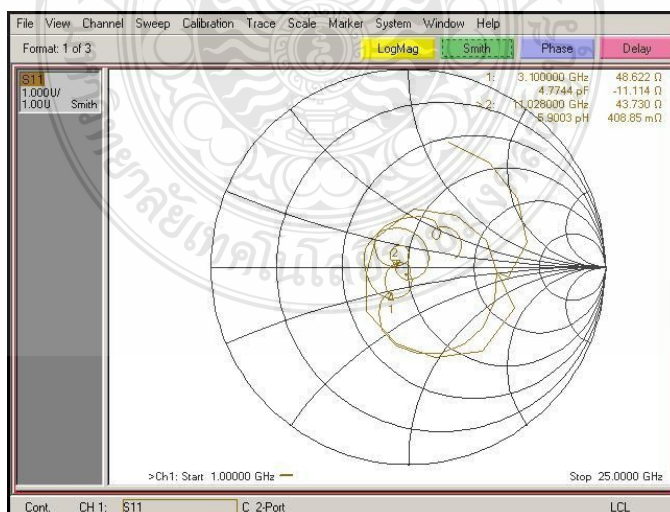 File View Channel Sweep Calibration Trace Scale Marker System Window Help
Format: 1 of 3 LogMag Smith Phase Delay
S11
1.000U/
1.00U Smith
1: 3.100000 GHz 48.622 Ω
4.7744 pF -11.114 Ω
> 2: 11.028000 GHz 43.730 Ω
5.9003 pH 408.85 mΩ
2
1
>Ch1: Start 1.00000 GHz
Stop 25.0000 GHz
Cont. CH 1: S11 C 2-Port LCL